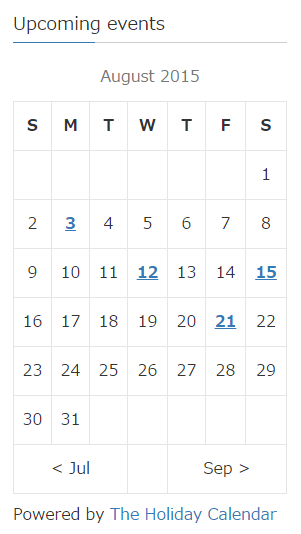 Upcoming events
August 2015
S M T W T F S
1
2 3 4 5 6 7 8
9 10 11 12 13 14 15
16 17 18 19 20 21 22
23 24 25 26 27 28 29
30 31
< Jul Sep >
Powered by The Holiday Calendar